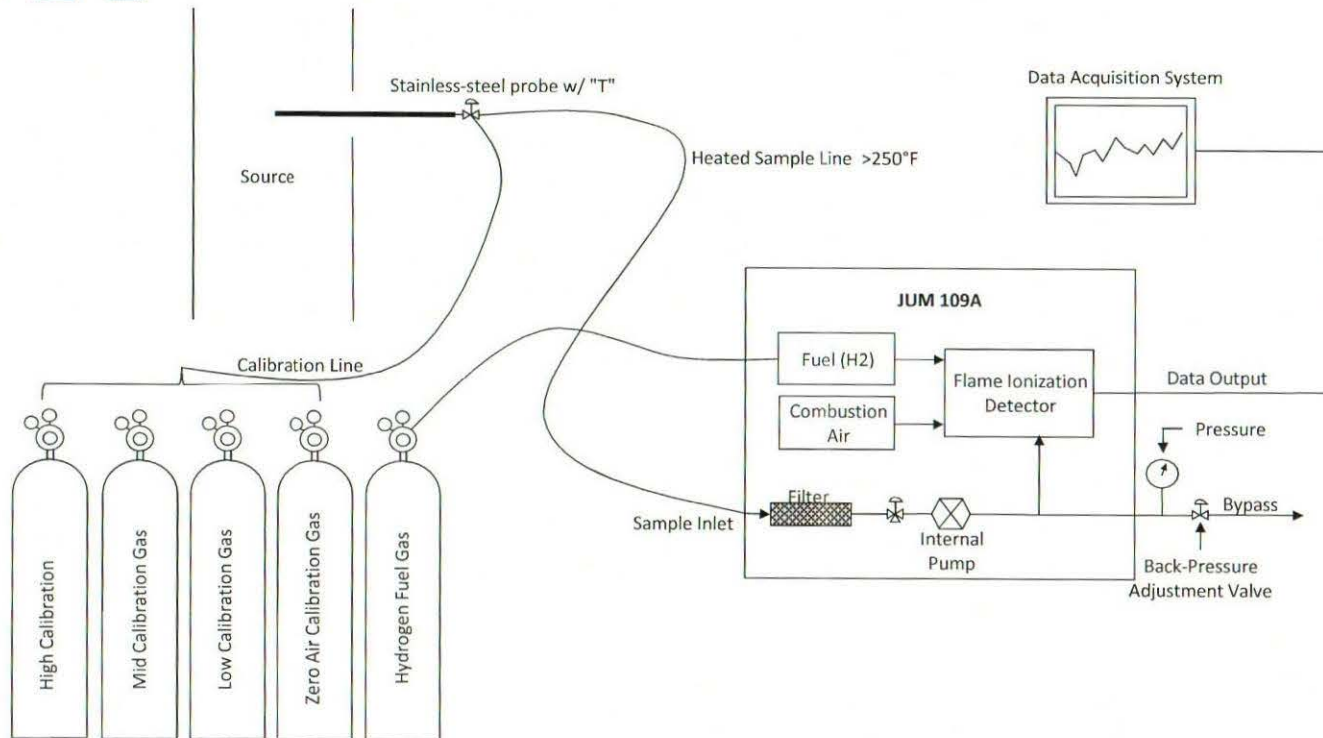 Stainless-steel probe w/ "T"
Data Acquisition System
Heated Sample Line >250°F
Source
JUM 109A
Fuel (H2)
Flame Ionization
Detector
Data Output
Combustion
Air
Calibration Line
Pressure
Filter
Sample Inlet
Internal
Pump
Bypass
Back-Pressure
Adjustment Valve
High Calibration
Mid Calibration Gas
Low Calibration Gas
Zero Air Calibration Gas
Hydrogen Fuel Gas